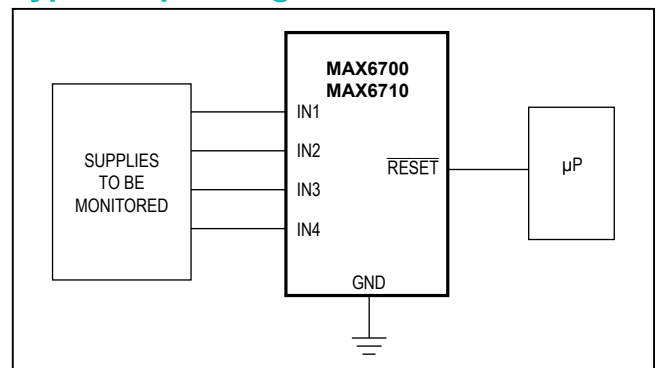 MAX6700
MAX6710
IN1
IN2
IN3
IN4
SUPPLIES
TO BE
MONITORED
RESET
µP
GND